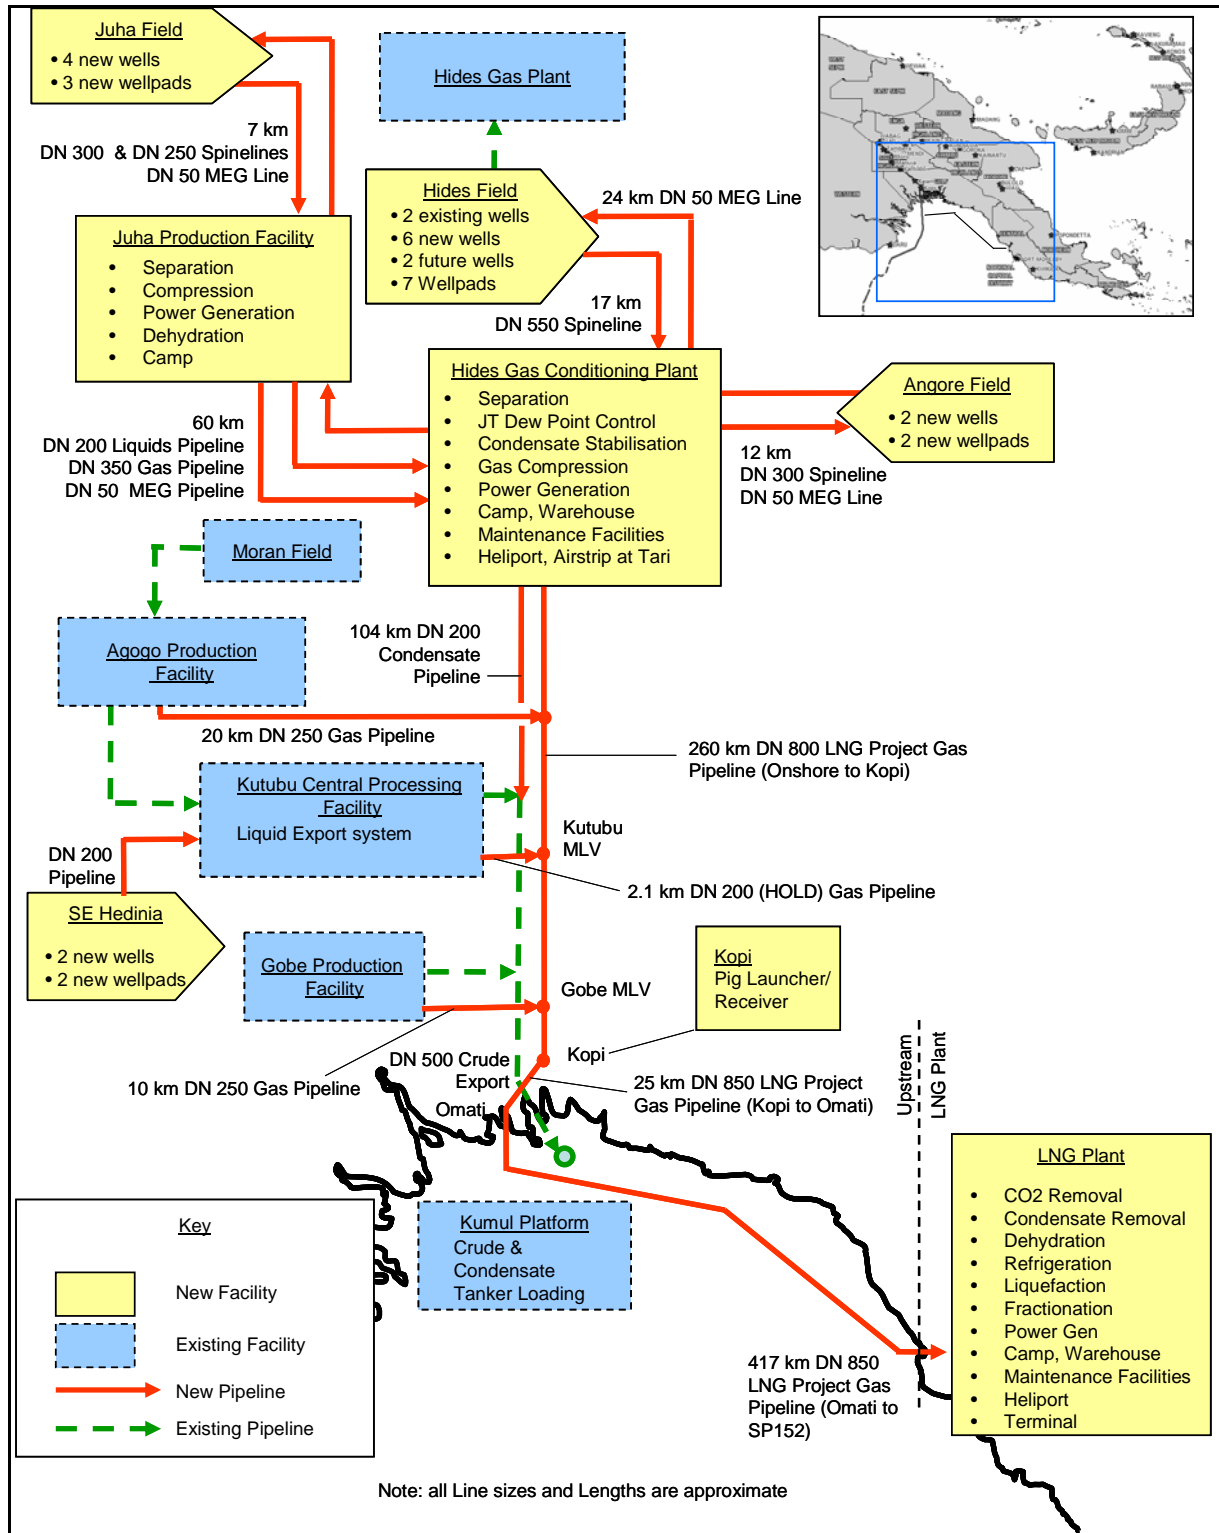 Juha Field
• 4 new wells
• 3 new wellpads
Hides Gas Plant
7 km
DN 300 & DN 250 Spinelines
DN 50 MEG Line
Hides Field
• 2 existing wells
• 6 new wells
• 2 future wells
• 7 Wellpads
24 km DN 50 MEG Line
17 km
DN 550 Spineline
Juha Production Facility
• Separation
• Compression
• Power Generation
• Dehydration
• Camp
Hides Gas Conditioning Plant
• Separation
• JT Dew Point Control
• Condensate Stabilisation
• Gas Compression
• Power Generation
• Camp, Warehouse
• Maintenance Facilities
• Heliport, Airstrip at Tari
Angore Field
• 2 new wells
• 2 new wellpads
12 km
DN 300 Spineline
DN 50 MEG Line
60 km
DN 200 Liquids Pipeline
DN 350 Gas Pipeline
DN 50 MEG Pipeline
Moran Field
Agogo Production
Facility
104 km DN 200
Condensate
Pipeline
20 km DN 250 Gas Pipeline
260 km DN 800 LNG Project Gas
Pipeline (Onshore to Kopi)
Kutubu Central Processing
Facility
Liquid Export system
Kutubu
MLV
DN 200
Pipeline
2.1 km DN 200 (HOLD) Gas Pipeline
SE Hedinia
• 2 new wells
• 2 new wellpads
Gobe Production
Facility
Kopi
Pig Launcher/
Receiver
Gobe MLV
Kopi
10 km DN 250 Gas Pipeline
DN 500 Crude
Export
Omati
25 km DN 850 LNG Project
Gas Pipeline (Kopi to Omati)
Upstream
LNG Plant
LNG Plant
• CO2 Removal
• Condensate Removal
• Dehydration
• Refrigeration
• Liquefaction
• Fractionation
• Power Gen
• Camp, Warehouse
• Maintenance Facilities
• Heliport
• Terminal
Kumul Platform
Crude &
Condensate
Tanker Loading
417 km DN 850
LNG Project Gas
Pipeline (Omati to
SP152)
Key
New Facility
Existing Facility
New Pipeline
Existing Pipeline
Note: all Line sizes and Lengths are approximate